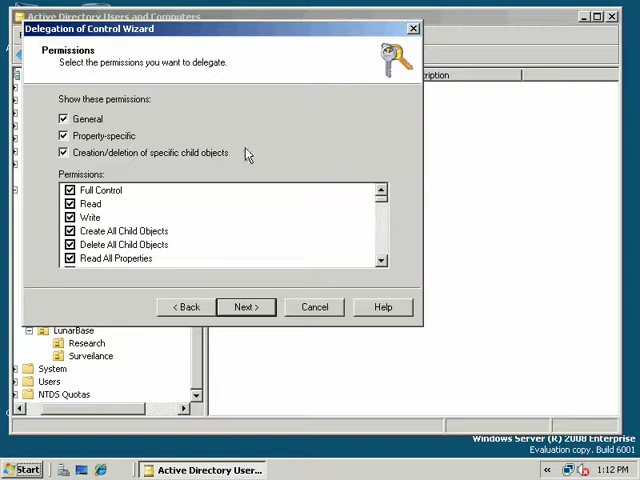 Active Directory Users and Computers
Delegation of Control Wizard
Permissions
Select the permissions you want to delegate.
Show these permissions:
General
Property-specific
Creation/deletion of specific child objects
Permissions:
Full Control
Read
Write
Create All Child Objects
Delete All Child Objects
Read All Properties
< Back
Next >
Cancel
Help
LunarBase
Research
Surveilance
System
Users
NTDS Quotas
Windows Server (R) 2008 Enterprise
Evaluation copy. Build 6001
Start
Active Directory User...
«
1:12 PM